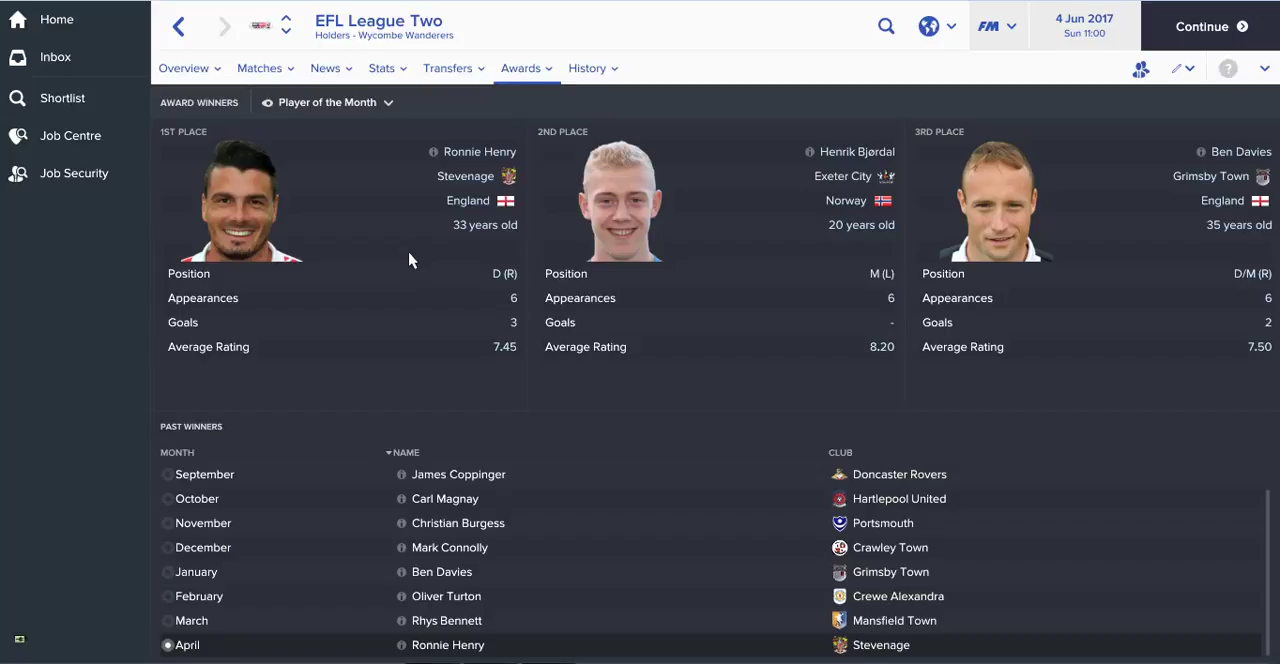 Home
Inbox
Shortlist
Job Centre
Job Security
EFL League Two
Holders - Wycombe Wanderers
FM
4 Jun 2017
Sun 11:00
Continue
Overview
Matches
News
Stats
Transfers
Awards
History
?
AWARD WINNERS
Player of the Month
1ST PLACE
Ronnie Henry
Stevenage
England
33 years old
Position D (R)
Appearances 6
Goals 3
Average Rating 7.45
2ND PLACE
Henrik Bjørdal
Exeter City
Norway
20 years old
Position M (L)
Appearances 6
Goals -
Average Rating 8.20
3RD PLACE
Ben Davies
Grimsby Town
England
35 years old
Position D/M (R)
Appearances 6
Goals 2
Average Rating 7.50
PAST WINNERS
MONTH NAME CLUB
September James Coppinger Doncaster Rovers
October Carl Magnay Hartlepool United
November Christian Burgess Portsmouth
December Mark Connolly Crawley Town
January Ben Davies Grimsby Town
February Oliver Turton Crewe Alexandra
March Rhys Bennett Mansfield Town
April Ronnie Henry Stevenage